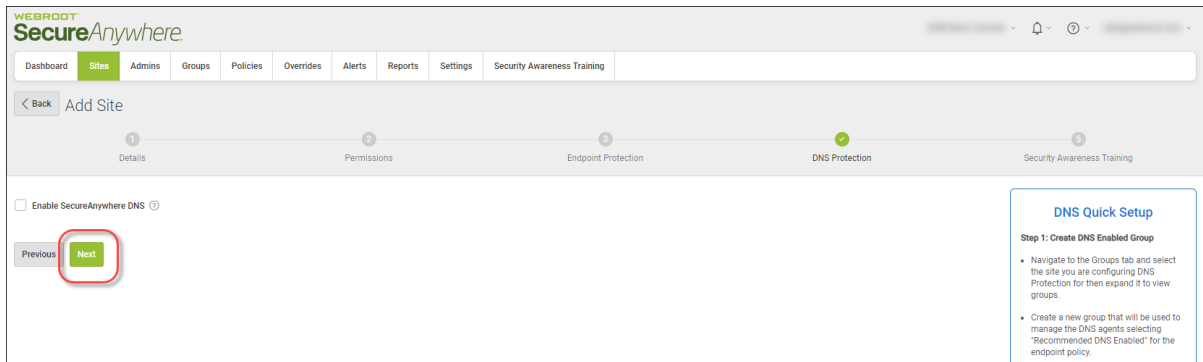 WEBROOT
SecureAnywhere.
Dashboard Sites Admins Groups Policies Overrides Alerts Reports Settings Security Awareness Training
< Back Add Site
1 2 3 5
Details Permissions Endpoint Protection DNS Protection Security Awareness Training
Enable SecureAnywhere DNS ?
Previous Next
DNS Quick Setup
Step 1: Create DNS Enabled Group
• Navigate to the Groups tab and select
the site you are configuring DNS
Protection for then expand it to view
groups.
• Create a new group that will be used to
manage the DNS agents selecting
"Recommended DNS Enabled" for the
endpoint policy.